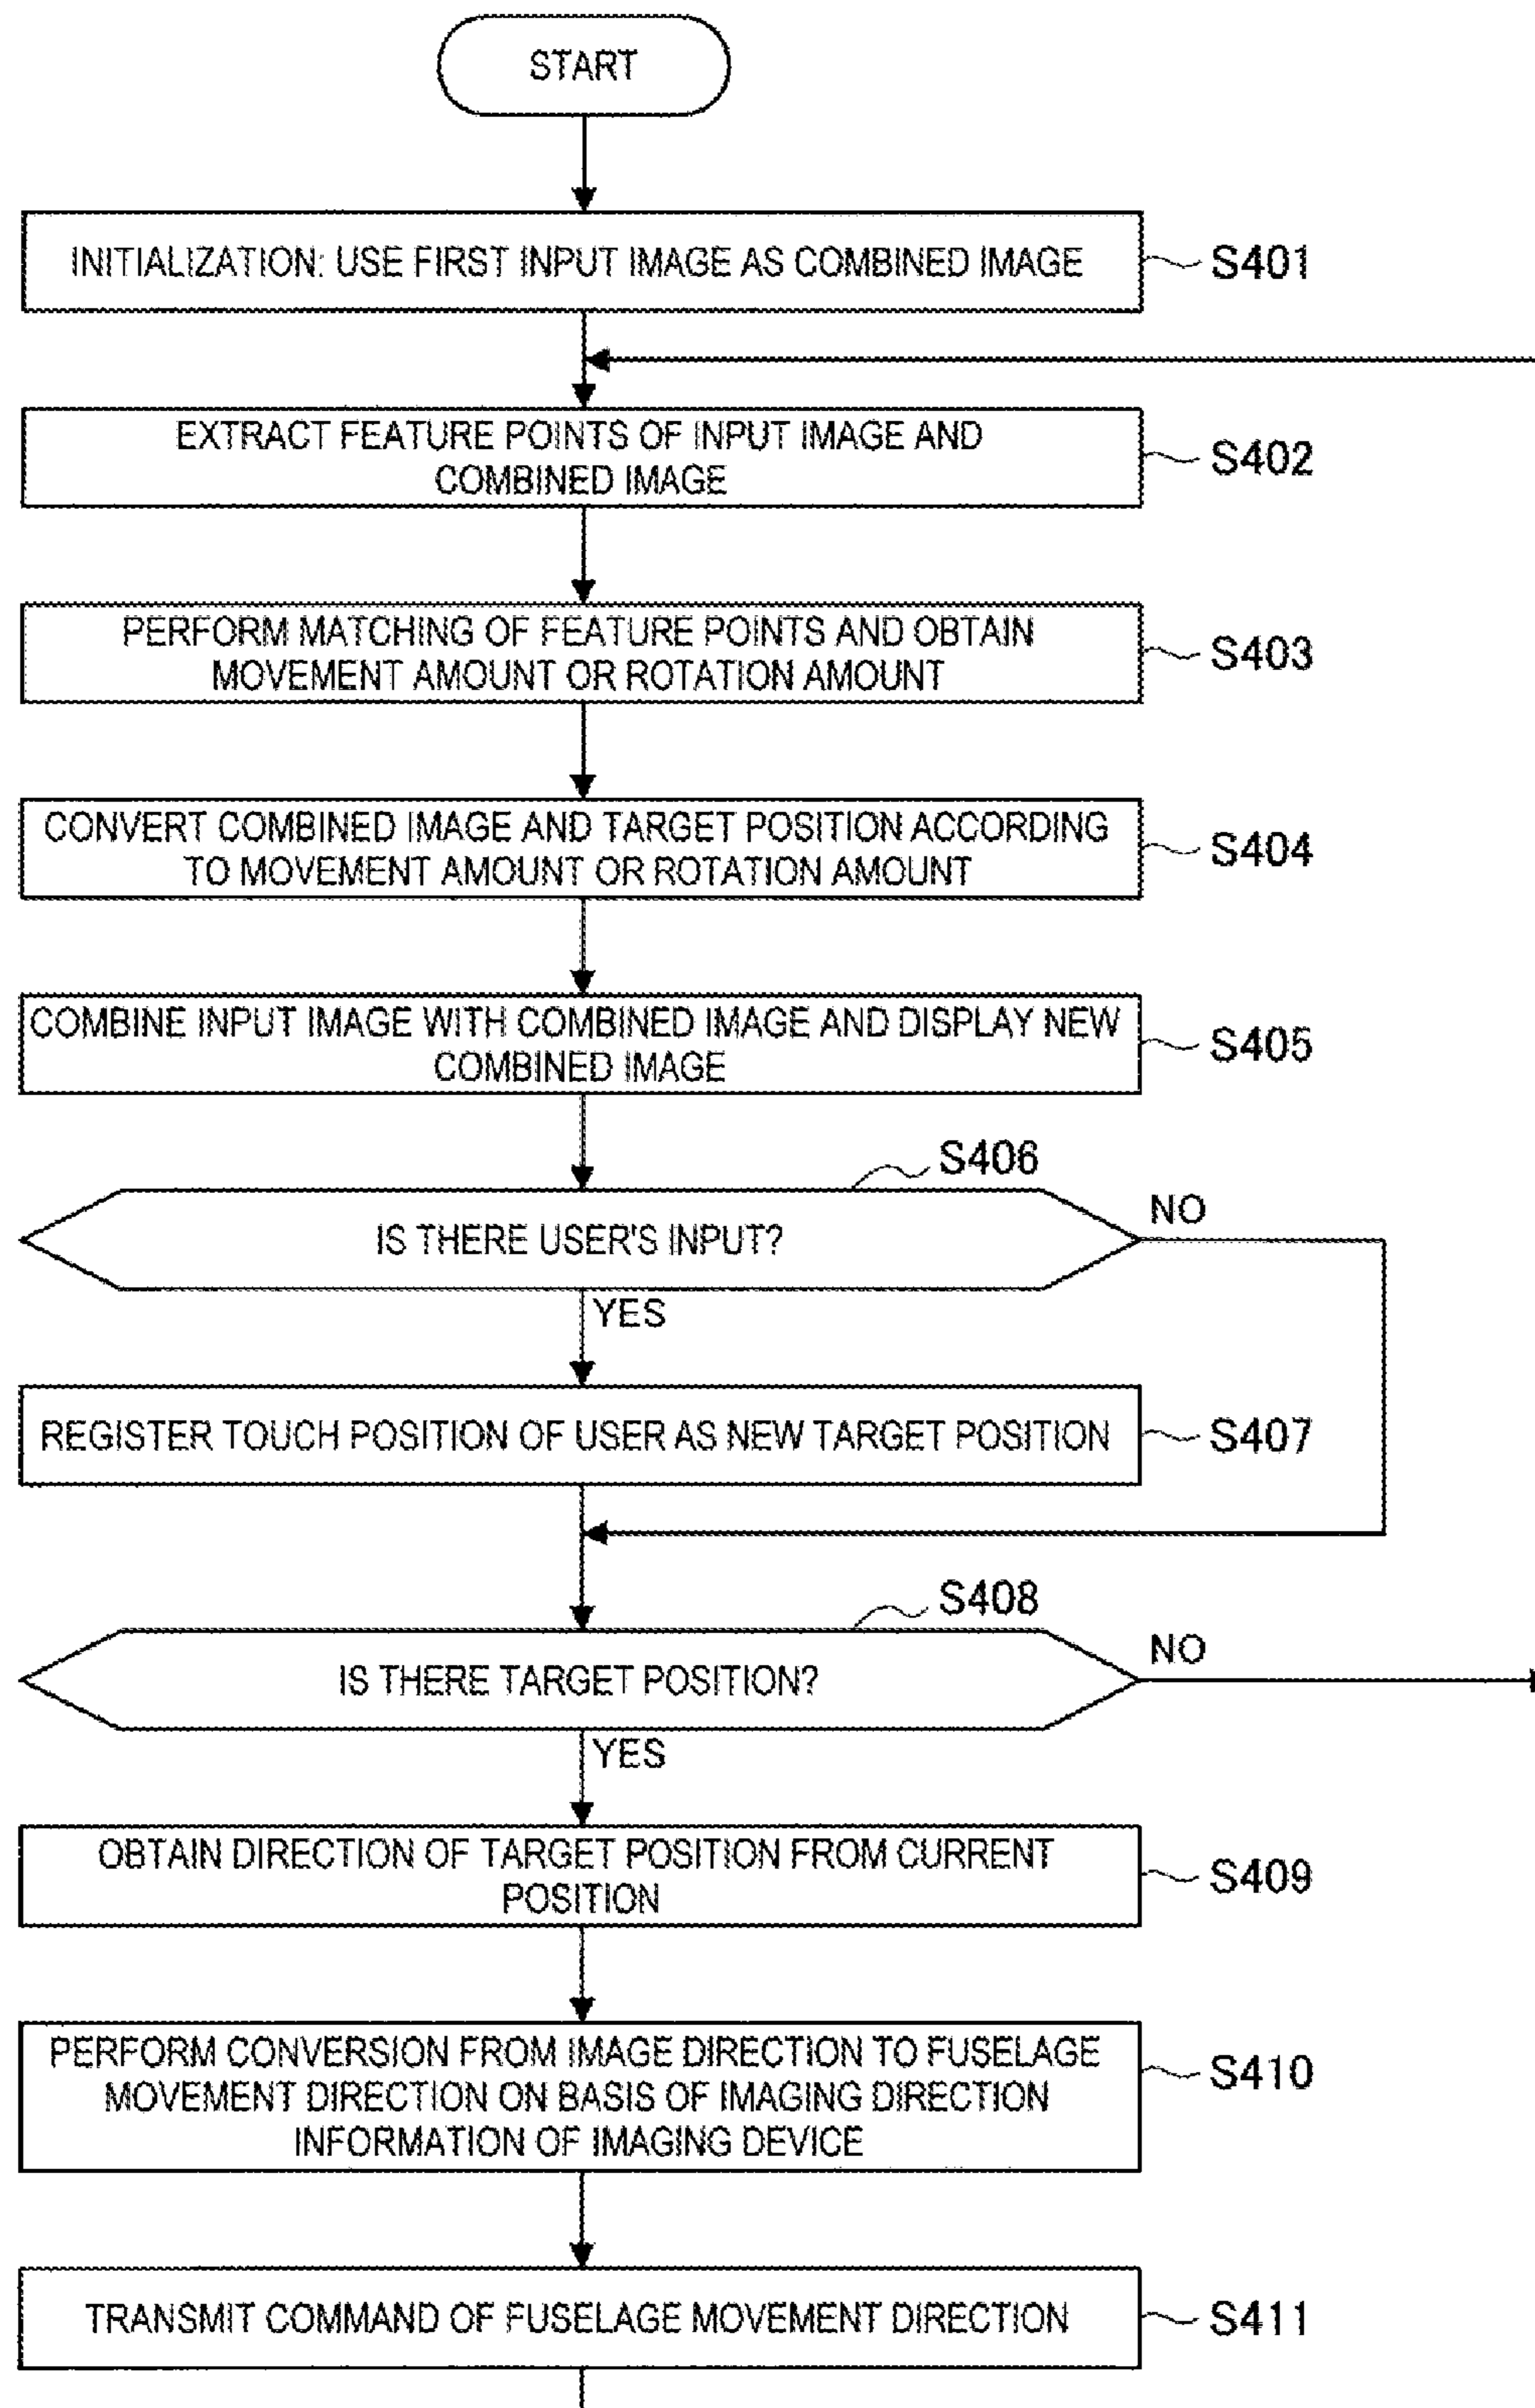 START
INITIALIZATION: USE FIRST INPUT IMAGE AS COMBINED IMAGE
S401
EXTRACT FEATURE POINTS OF INPUT IMAGE AND
COMBINED IMAGE
S402
PERFORM MATCHING OF FEATURE POINTS AND OBTAIN
MOVEMENT AMOUNT OR ROTATION AMOUNT
S403
CONVERT COMBINED IMAGE AND TARGET POSITION ACCORDING
TO MOVEMENT AMOUNT OR ROTATION AMOUNT
S404
COMBINE INPUT IMAGE WITH COMBINED IMAGE AND DISPLAY NEW
COMBINED IMAGE
S405
S406
IS THERE USER'S INPUT?
NO
YES
REGISTER TOUCH POSITION OF USER AS NEW TARGET POSITION
S407
S408
IS THERE TARGET POSITION?
NO
YES
OBTAIN DIRECTION OF TARGET POSITION FROM CURRENT
POSITION
S409
PERFORM CONVERSION FROM IMAGE DIRECTION TO FUSELAGE
MOVEMENT DIRECTION ON BASIS OF IMAGING DIRECTION
INFORMATION OF IMAGING DEVICE
S410
TRANSMIT COMMAND OF FUSELAGE MOVEMENT DIRECTION
S411